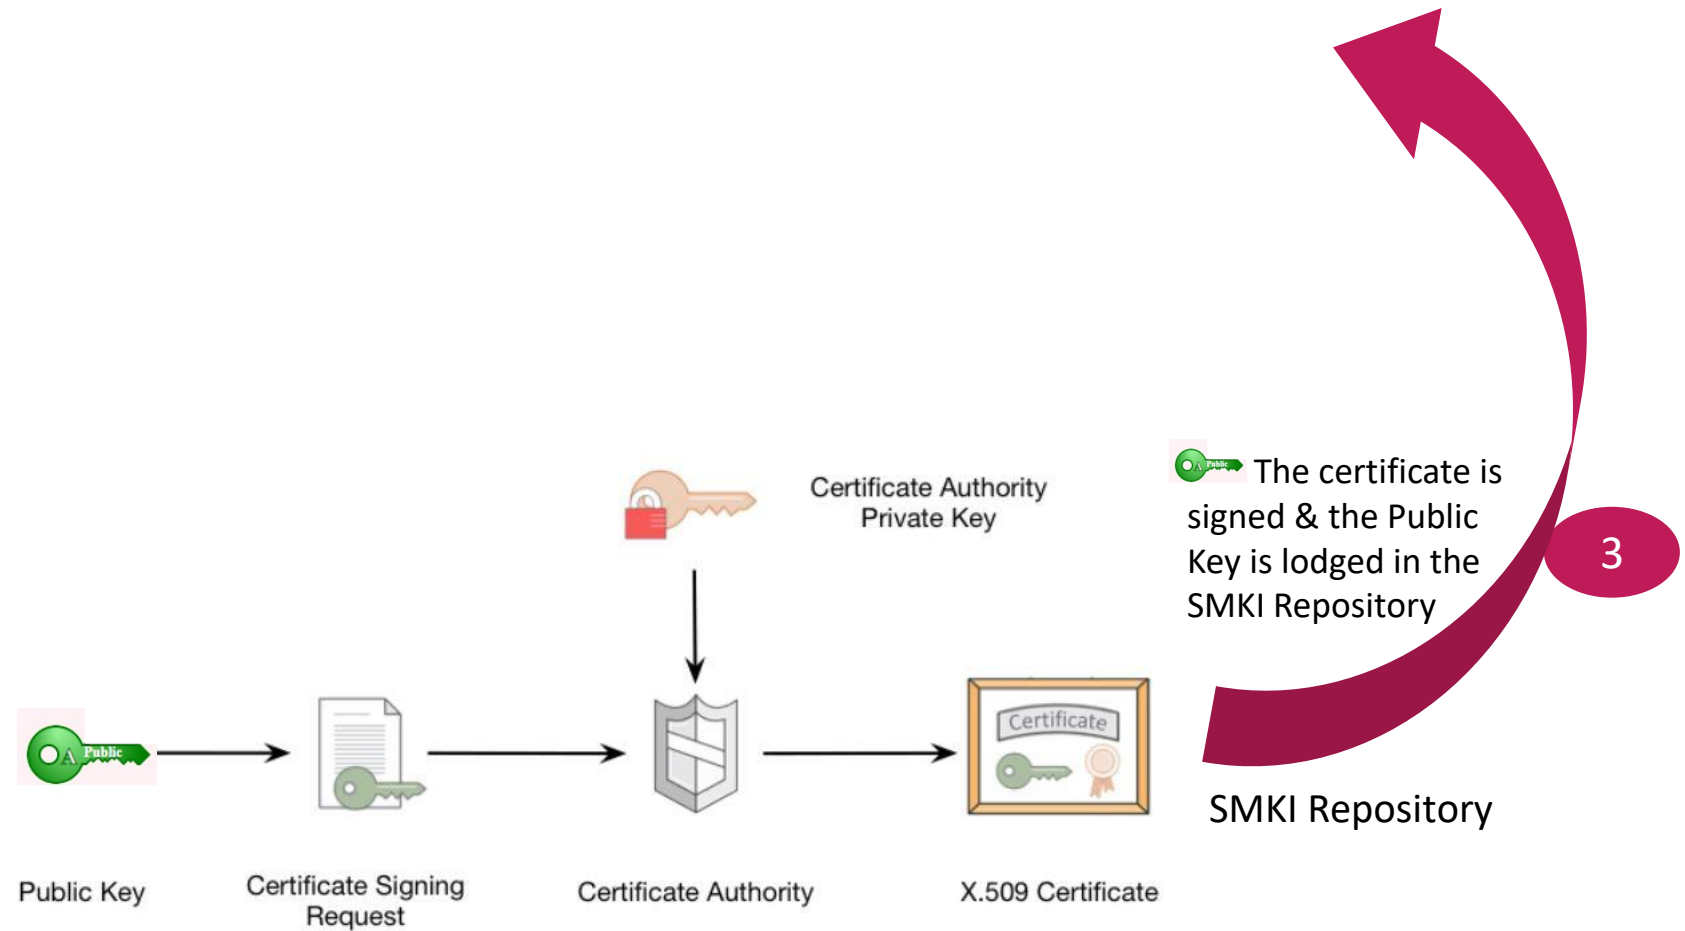 Certificate Authority
Private Key
A Public
The certificate is
signed & the Public
Key is lodged in the
SMKI Repository
3
A Public
Certificate
SMKI Repository
Public Key
Certificate Signing
Request
Certificate Authority
X.509 Certificate